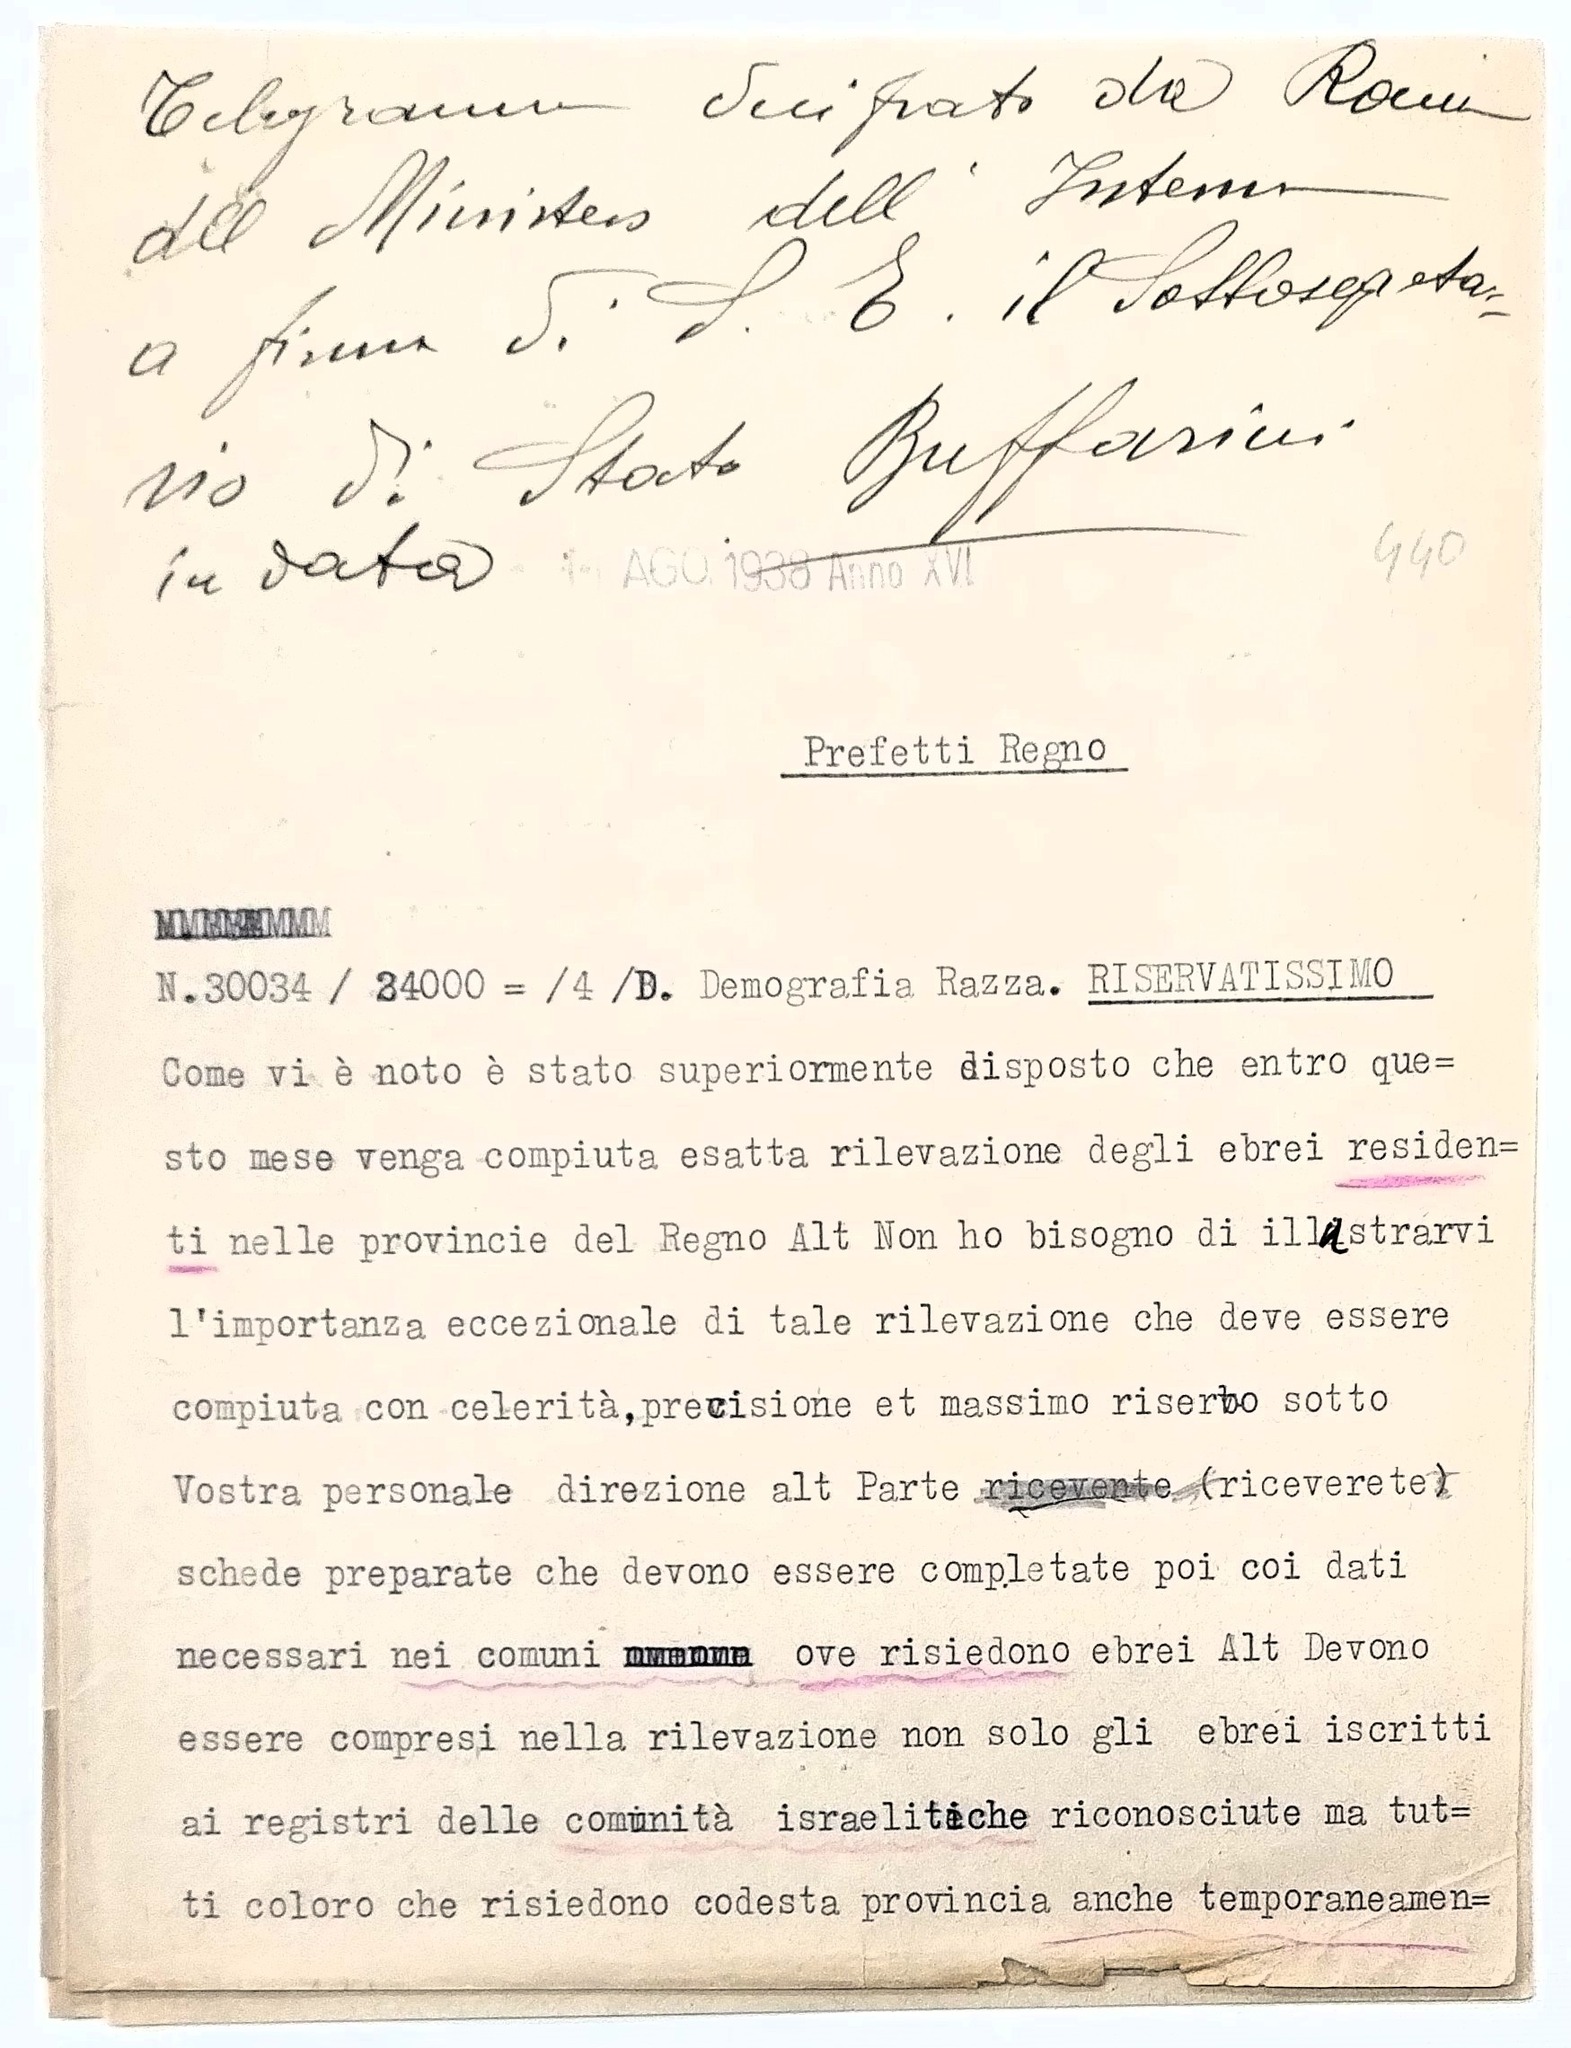 Telegramma decifrato da Roma
del Ministero dell' Interno
a firma di S. E. il Sottosegreta=
rio di Stato Buffarini
in data AGO. 1938 Anno XVI
440
Prefetti Regno
N.30034 / 24000 = /4 /D. Demografia Razza. RISERVATISSIMO
Come vi è noto è stato superiormente disposto che entro que=
sto mese venga compiuta esatta rilevazione degli ebrei residen=
ti nelle provincie del Regno Alt Non ho bisogno di illustrarvi
l'importanza eccezionale di tale rilevazione che deve essere
compiuta con celerità,precisione et massimo riserbo sotto
Vostra personale direzione alt Parte ricevente (riceverete)
schede preparate che devono essere completate poi coi dati
necessari nei comuni ove risiedono ebrei Alt Devono
essere compresi nella rilevazione non solo gli ebrei iscritti
ai registri delle comunità israelitiche riconosciute ma tut=
ti coloro che risiedono codesta provincia anche temporaneamen=